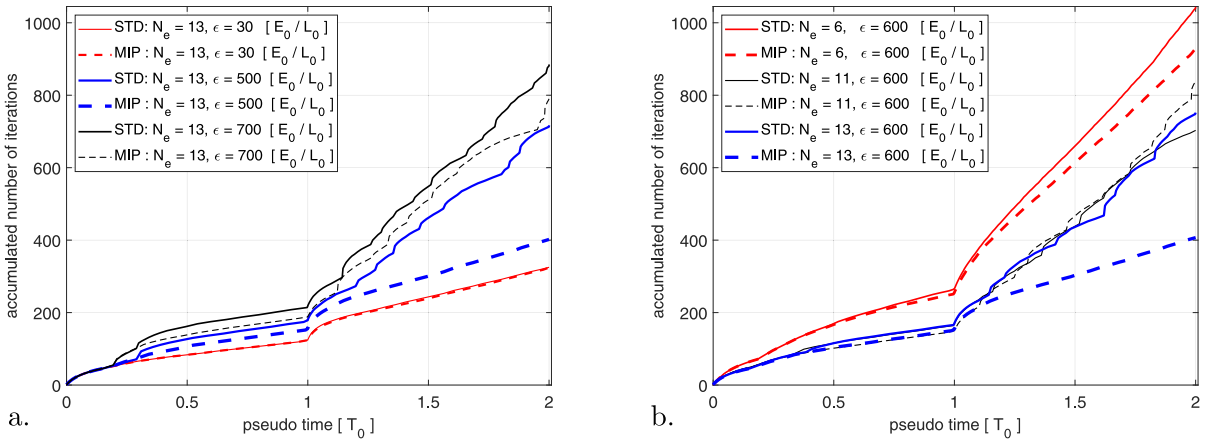 1000
800
600
400
200
0
accumulated number of iterations
STD: N_e = 13, ϵ = 30 [ E_0 / L_0 ]
MIP : N_e = 13, ϵ = 30 [ E_0 / L_0 ]
STD: N_e = 13, ϵ = 500 [ E_0 / L_0 ]
MIP : N_e = 13, ϵ = 500 [ E_0 / L_0 ]
STD: N_e = 13, ϵ = 700 [ E_0 / L_0 ]
MIP : N_e = 13, ϵ = 700 [ E_0 / L_0 ]
0 0.5 1 1.5 2
pseudo time [ T_0 ]
a.
1000
800
600
400
200
0
accumulated number of iterations
STD: N_e = 6, ϵ = 600 [ E_0 / L_0 ]
MIP : N_e = 6, ϵ = 600 [ E_0 / L_0 ]
STD: N_e = 11, ϵ = 600 [ E_0 / L_0 ]
MIP : N_e = 11, ϵ = 600 [ E_0 / L_0 ]
STD: N_e = 13, ϵ = 600 [ E_0 / L_0 ]
MIP : N_e = 13, ϵ = 600 [ E_0 / L_0 ]
0 0.5 1 1.5 2
pseudo time [ T_0 ]
b.